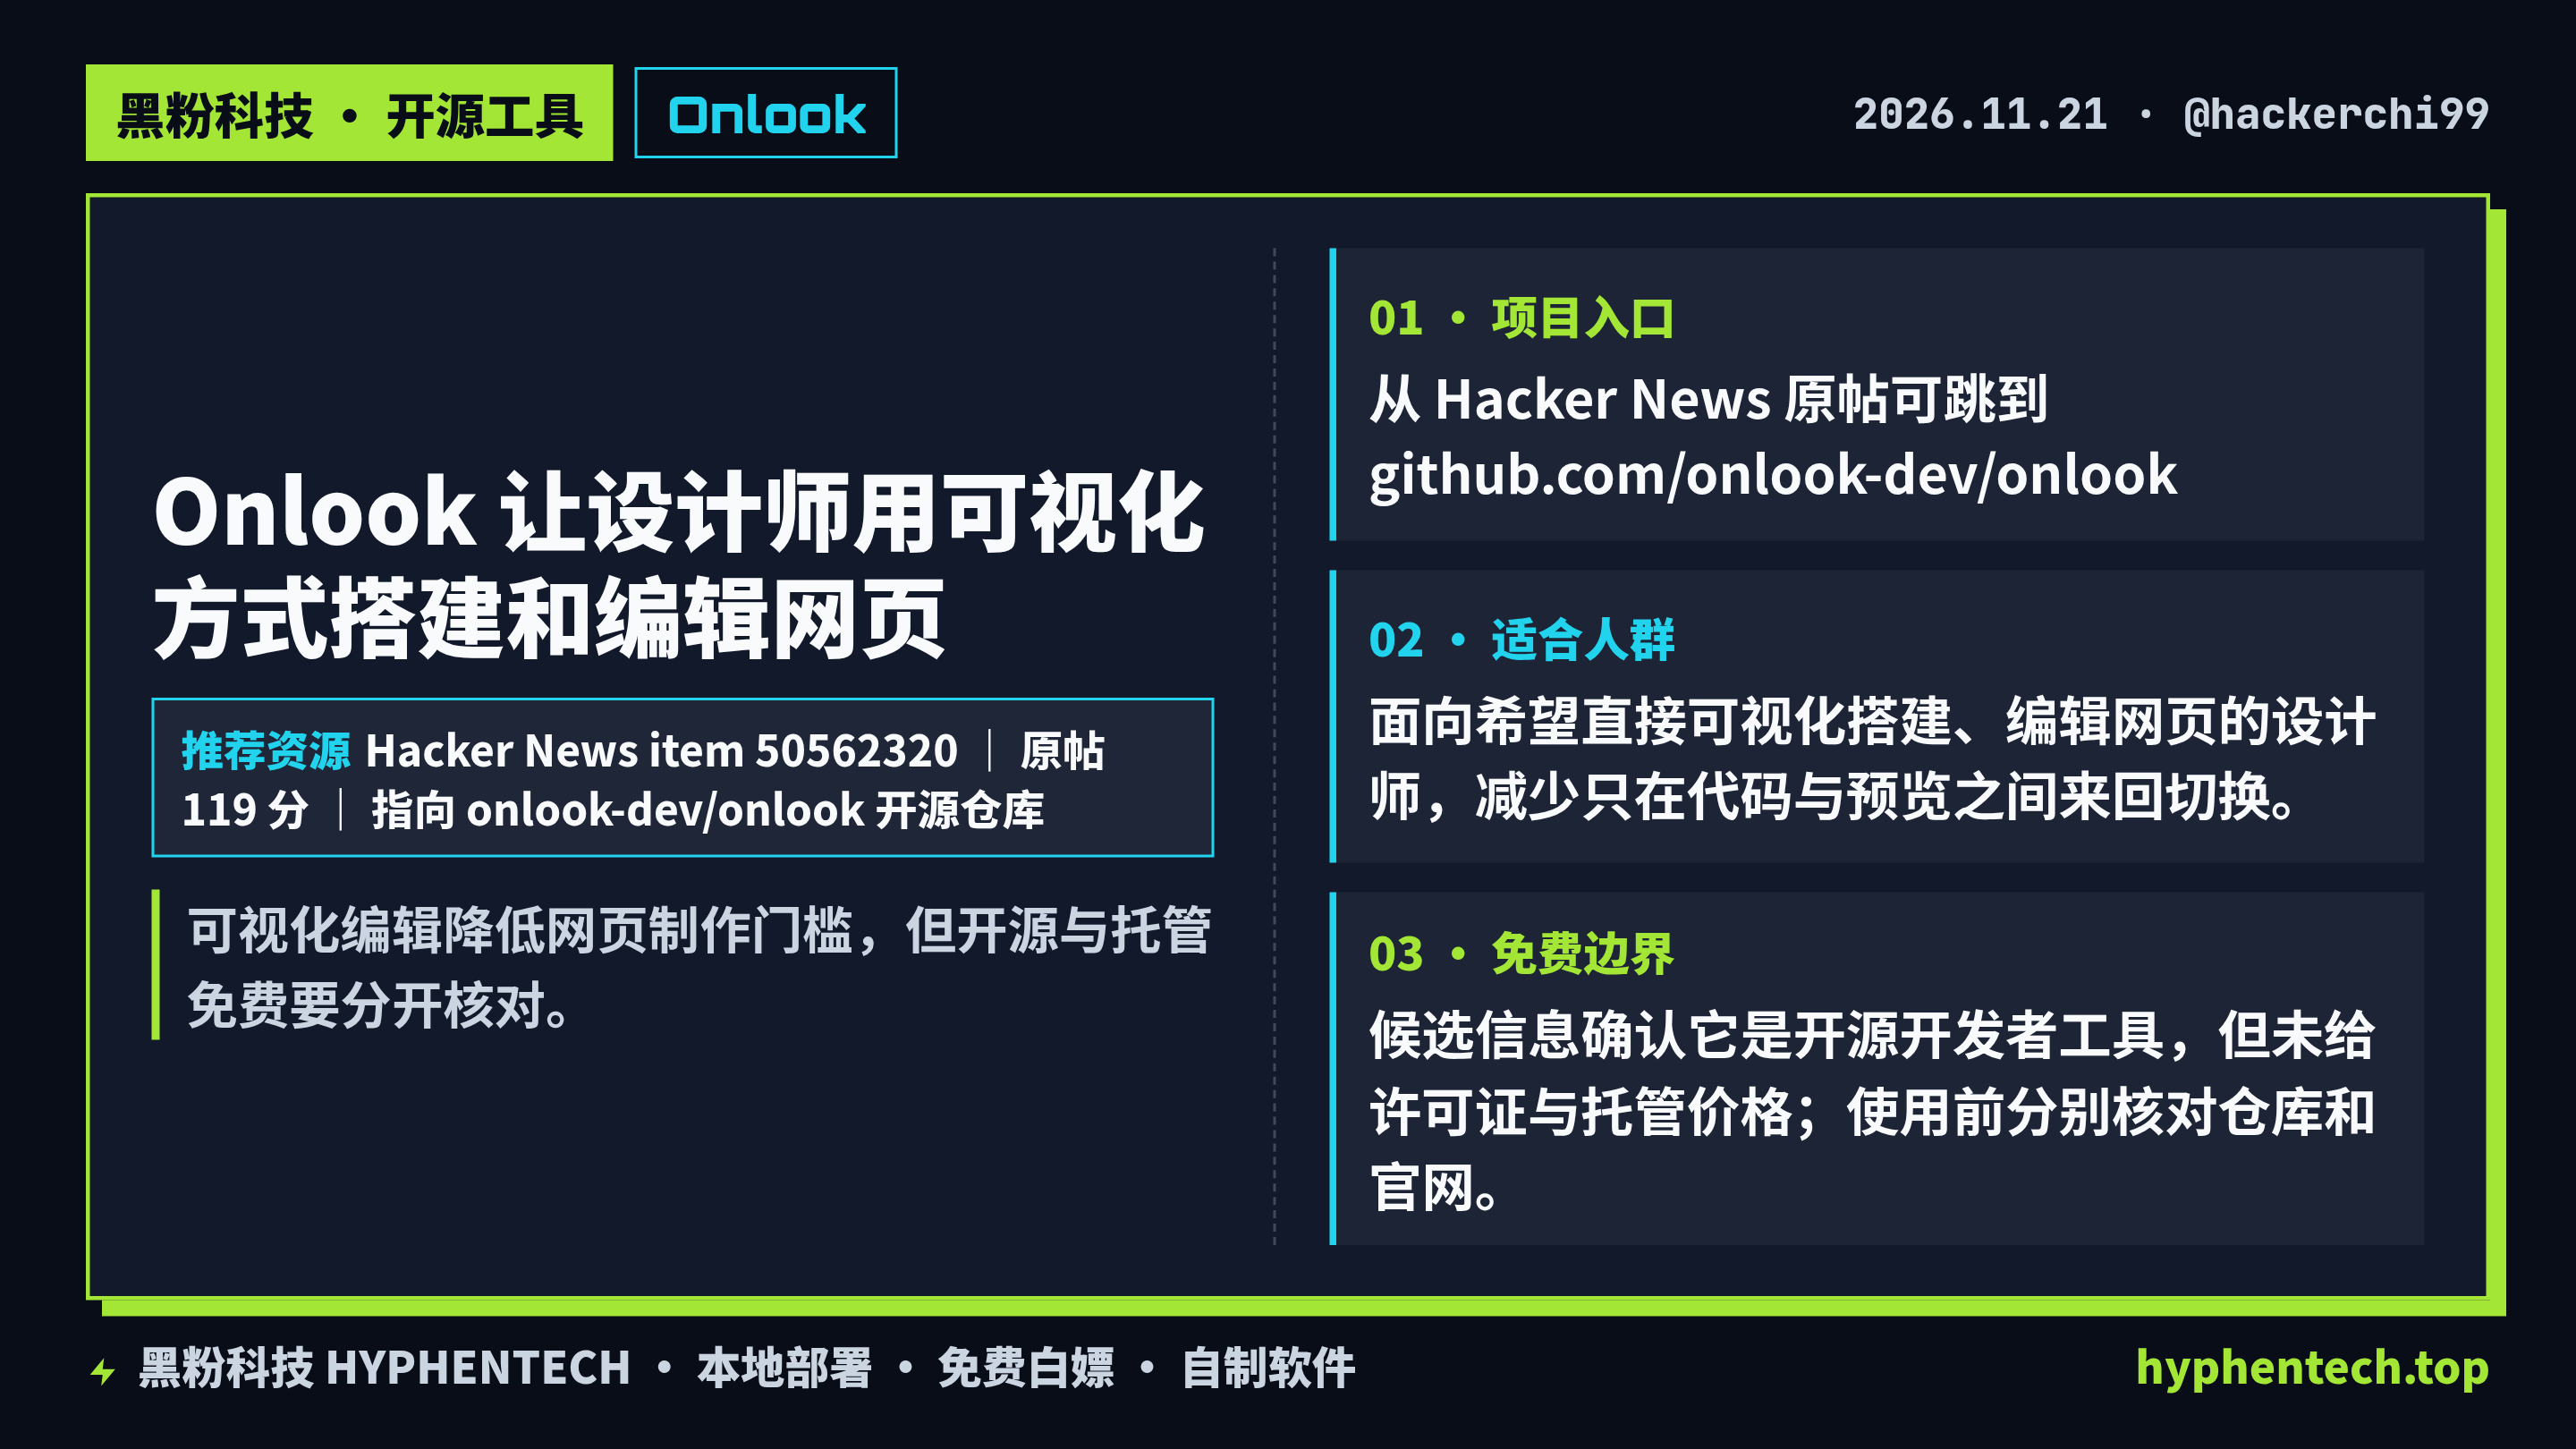 黑粉科技 · 开源工具
Onlook
2026.11.21 · @hackerchi99
Onlook 让设计师用可视化
方式搭建和编辑网页
推荐资源 Hacker News item 50562320 ｜ 原帖
119 分 ｜ 指向 onlook-dev/onlook 开源仓库
可视化编辑降低网页制作门槛，但开源与托管
免费要分开核对。
01 · 项目入口
从 Hacker News 原帖可跳到
github.com/onlook-dev/onlook
02 · 适合人群
面向希望直接可视化搭建、编辑网页的设计
师，减少只在代码与预览之间来回切换。
03 · 免费边界
候选信息确认它是开源开发者工具，但未给
许可证与托管价格；使用前分别核对仓库和
官网。
黑粉科技 HYPHENTECH · 本地部署 · 免费白嫖 · 自制软件
hyphentech.top